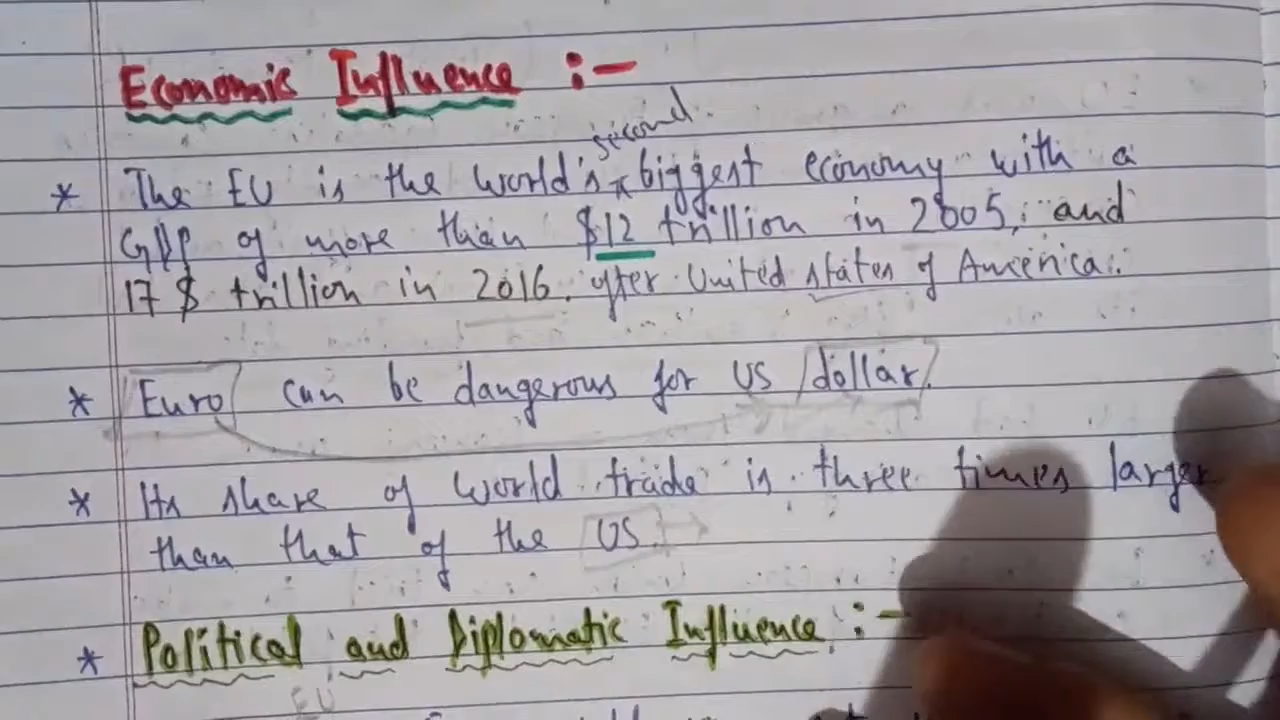 Economic Influence :-
second
* The EU is the world's biggest economy with a
GDP of more than $12 trillion in 2005, and
17 $ trillion in 2016. after United states of America.
* Euro can be dangerous for US dollar.
* Its share of world trade is three times larger
than that of the US.
* Political and Diplomatic Influence :-
EU